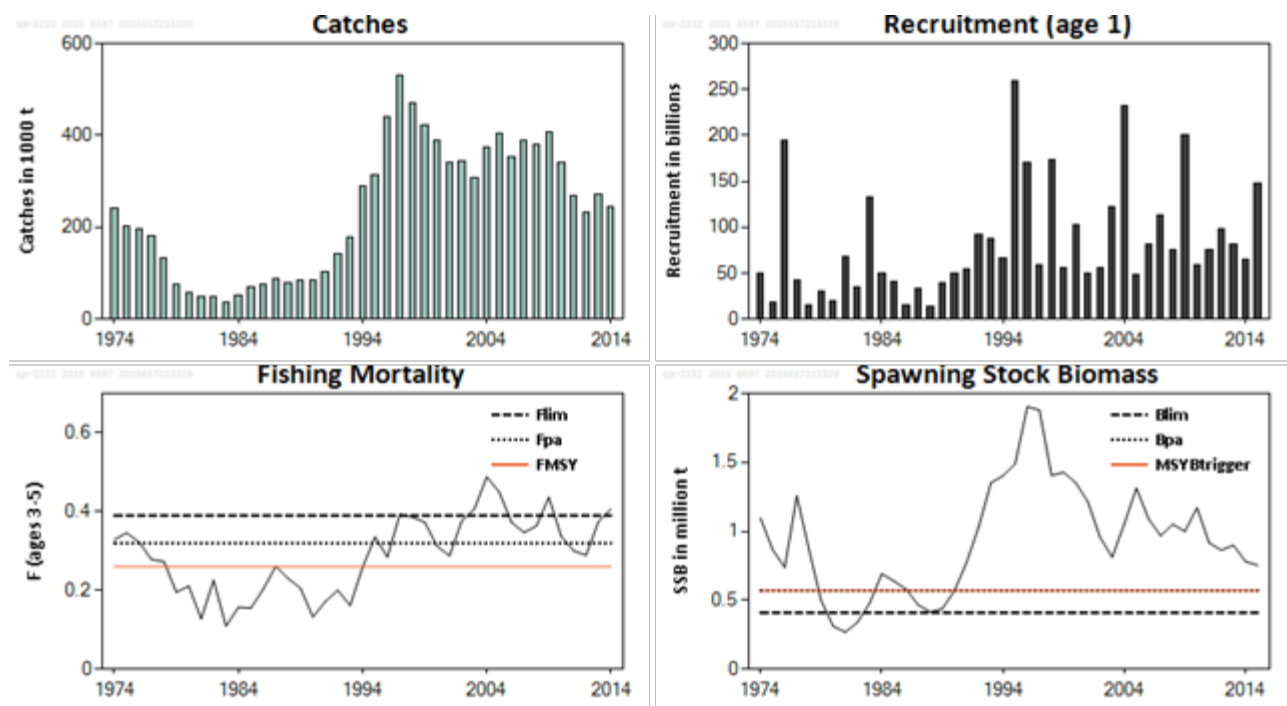 Catches
600
400
200
0
Catches in 1000 t
1974 1984 1994 2004 2014
Recruitment (age 1)
300
250
200
150
100
50
0
Recruitment in billions
1974 1984 1994 2004 2014
Fishing Mortality
0.6
0.4
0.2
0
F (ages 3-5)
Flim
Fpa
FMSY
1974 1984 1994 2004 2014
Spawning Stock Biomass
2
1.5
1
0.5
0
SSB in million t
Blim
Bpa
MSYBtrigger
1974 1984 1994 2004 2014